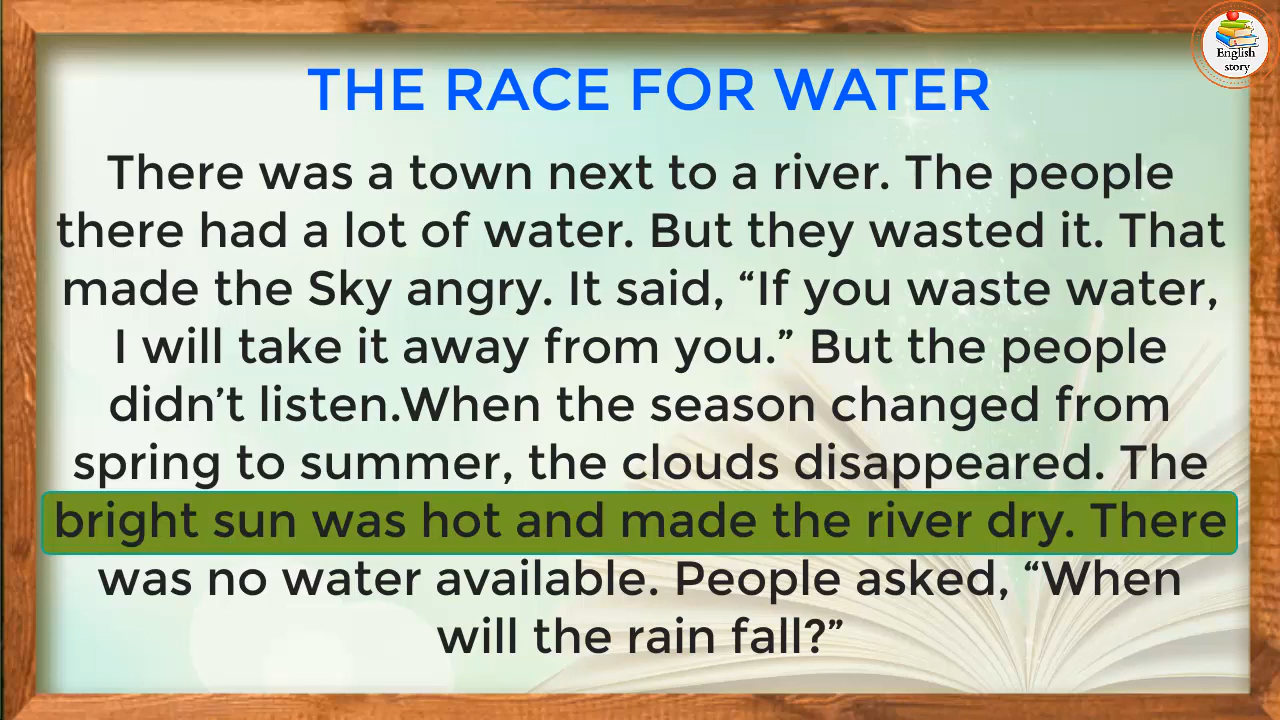 English
story
THE RACE FOR WATER
There was a town next to a river. The people
there had a lot of water. But they wasted it. That
made the Sky angry. It said, “If you waste water,
I will take it away from you.” But the people
didn’t listen.When the season changed from
spring to summer, the clouds disappeared. The
bright sun was hot and made the river dry. There
was no water available. People asked, “When
will the rain fall?”